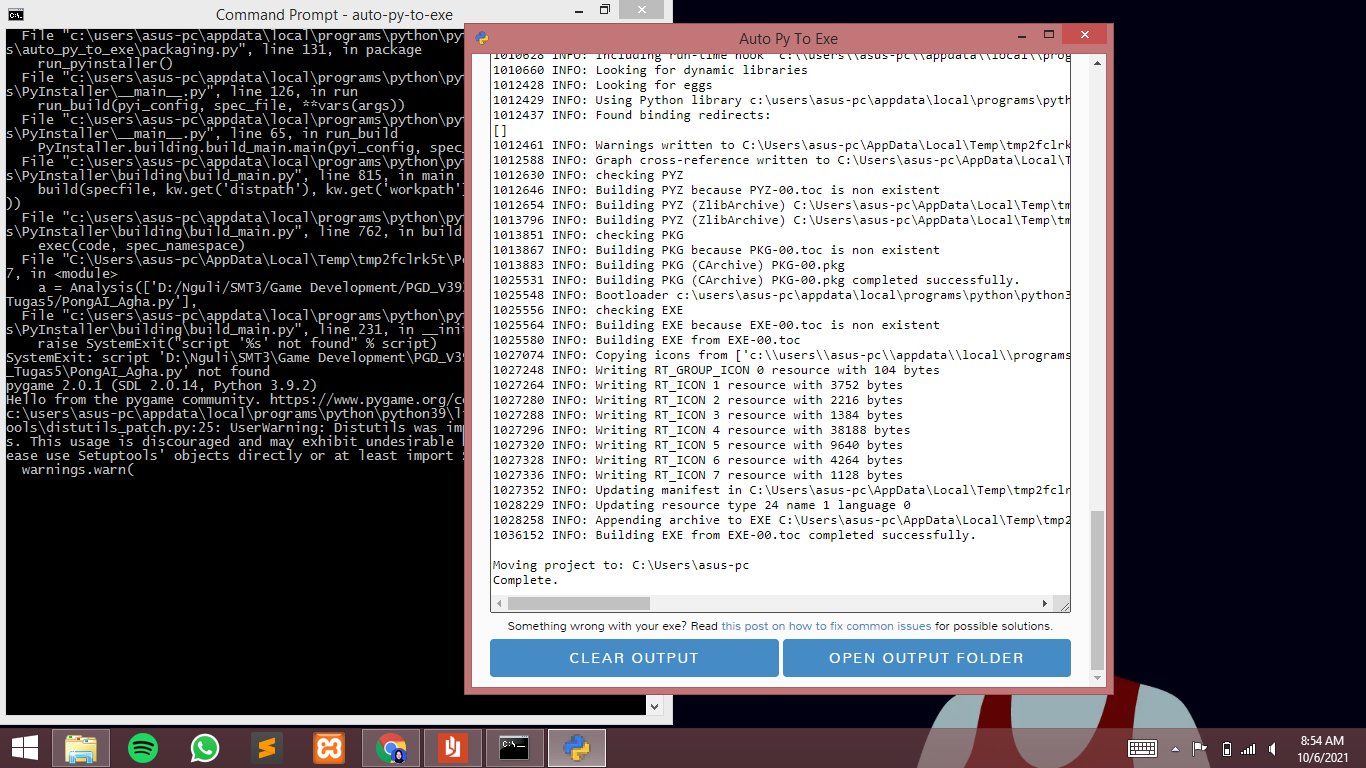 Command Prompt - auto-py-to-exe
File "c:\users\asus-pc\appdata\local\programs\python\py
s\auto_py_to_exe\packaging.py", line 131, in package
run_pyinstaller()
File "c:\users\asus-pc\appdata\local\programs\python\py
s\PyInstaller\__main__.py", line 126, in run
run_build(pyi_config, spec_file, **vars(args))
File "c:\users\asus-pc\appdata\local\programs\python\py
s\PyInstaller\__main__.py", line 65, in run_build
PyInstaller.building.build_main.main(pyi_config, spec_
File "c:\users\asus-pc\appdata\local\programs\python\py
s\PyInstaller\building\build_main.py", line 815, in main
build(specfile, kw.get('distpath'), kw.get('workpath'
))
File "c:\users\asus-pc\appdata\local\programs\python\py
s\PyInstaller\building\build_main.py", line 762, in build
exec(code, spec_namespace)
File "C:\Users\asus-pc\AppData\Local\Temp\tmp2fclrk5t\P
7, in <module>
a = Analysis(['D:/Nguli/SMT3/Game Development/PGD_V39
Tugas5/PongAI_Agha.py'],
File "c:\users\asus-pc\appdata\local\programs\python\py
s\PyInstaller\building\build_main.py", line 231, in __ini
raise SystemExit("script '%s' not found" % script)
SystemExit: script 'D:\Nguli\SMT3\Game Development\PGD_V39
_Tugas5\PongAI_Agha.py' not found
pygame 2.0.1 (SDL 2.0.14, Python 3.9.2)
Hello from the pygame community. https://www.pygame.org/c
c:\users\asus-pc\appdata\local\programs\python\python39\l
ools\distutils_patch.py:25: UserWarning: Distutils was im
s. This usage is discouraged and may exhibit undesirable
ease use Setuptools' objects directly or at least import
warnings.warn(
Auto Py To Exe
1010628 INFO: Including run-time hook 'c:\\users\\asus-pc\\appdata\\local\\prog
1010660 INFO: Looking for dynamic libraries
1012428 INFO: Looking for eggs
1012429 INFO: Using Python library c:\users\asus-pc\appdata\local\programs\pyth
1012437 INFO: Found binding redirects:
[]
1012461 INFO: Warnings written to C:\Users\asus-pc\AppData\Local\Temp\tmp2fclrk
1012588 INFO: Graph cross-reference written to C:\Users\asus-pc\AppData\Local\T
1012630 INFO: checking PYZ
1012646 INFO: Building PYZ because PYZ-00.toc is non existent
1012654 INFO: Building PYZ (ZlibArchive) C:\Users\asus-pc\AppData\Local\Temp\tm
1013796 INFO: Building PYZ (ZlibArchive) C:\Users\asus-pc\AppData\Local\Temp\tm
1013851 INFO: checking PKG
1013867 INFO: Building PKG because PKG-00.toc is non existent
1013883 INFO: Building PKG (CArchive) PKG-00.pkg
1025531 INFO: Building PKG (CArchive) PKG-00.pkg completed successfully.
1025548 INFO: Bootloader c:\users\asus-pc\appdata\local\programs\python\python3
1025556 INFO: checking EXE
1025564 INFO: Building EXE because EXE-00.toc is non existent
1025580 INFO: Building EXE from EXE-00.toc
1027074 INFO: Copying icons from ['c:\\users\\asus-pc\\appdata\\local\\programs
1027248 INFO: Writing RT_GROUP_ICON 0 resource with 104 bytes
1027264 INFO: Writing RT_ICON 1 resource with 3752 bytes
1027280 INFO: Writing RT_ICON 2 resource with 2216 bytes
1027288 INFO: Writing RT_ICON 3 resource with 1384 bytes
1027296 INFO: Writing RT_ICON 4 resource with 38188 bytes
1027320 INFO: Writing RT_ICON 5 resource with 9640 bytes
1027328 INFO: Writing RT_ICON 6 resource with 4264 bytes
1027336 INFO: Writing RT_ICON 7 resource with 1128 bytes
1027352 INFO: Updating manifest in C:\Users\asus-pc\AppData\Local\Temp\tmp2fclr
1028229 INFO: Updating resource type 24 name 1 language 0
1028258 INFO: Appending archive to EXE C:\Users\asus-pc\AppData\Local\Temp\tmp2
1036152 INFO: Building EXE from EXE-00.toc completed successfully.
Moving project to: C:\Users\asus-pc
Complete.
Something wrong with your exe? Read this post on how to fix common issues for possible solutions.
CLEAR OUTPUT
OPEN OUTPUT FOLDER
8:54 AM
10/6/2021